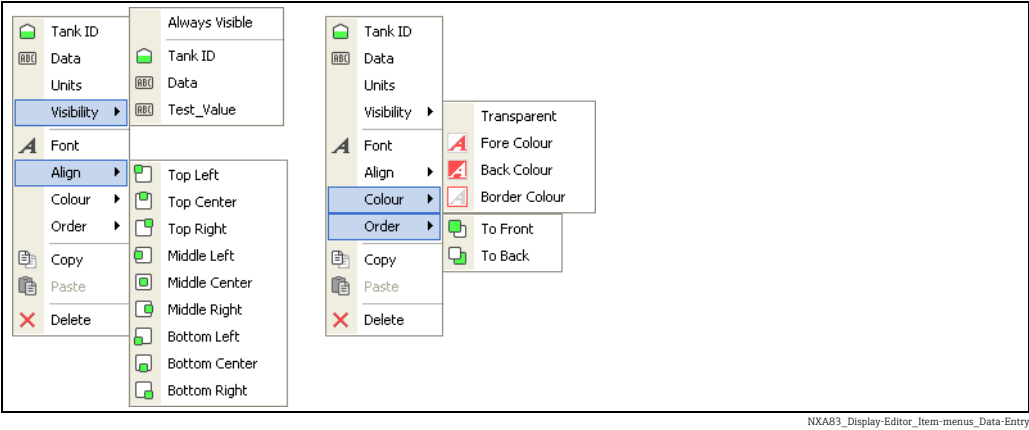 Tank ID
Data
Units
Visibility
Font
Align
Colour
Order
Copy
Paste
Delete
Always Visible
Tank ID
ABC Data
ABC Test_Value
Top Left
Top Center
Top Right
Middle Left
Middle Center
Middle Right
Bottom Left
Bottom Center
Bottom Right
Tank ID
ABC Data
Units
Visibility
A Font
Align
Colour
Order
Copy
Paste
Delete
Transparent
Fore Colour
Back Colour
Border Colour
To Front
To Back
NXA83_Display-Editor_Item-menus_Data-Entry